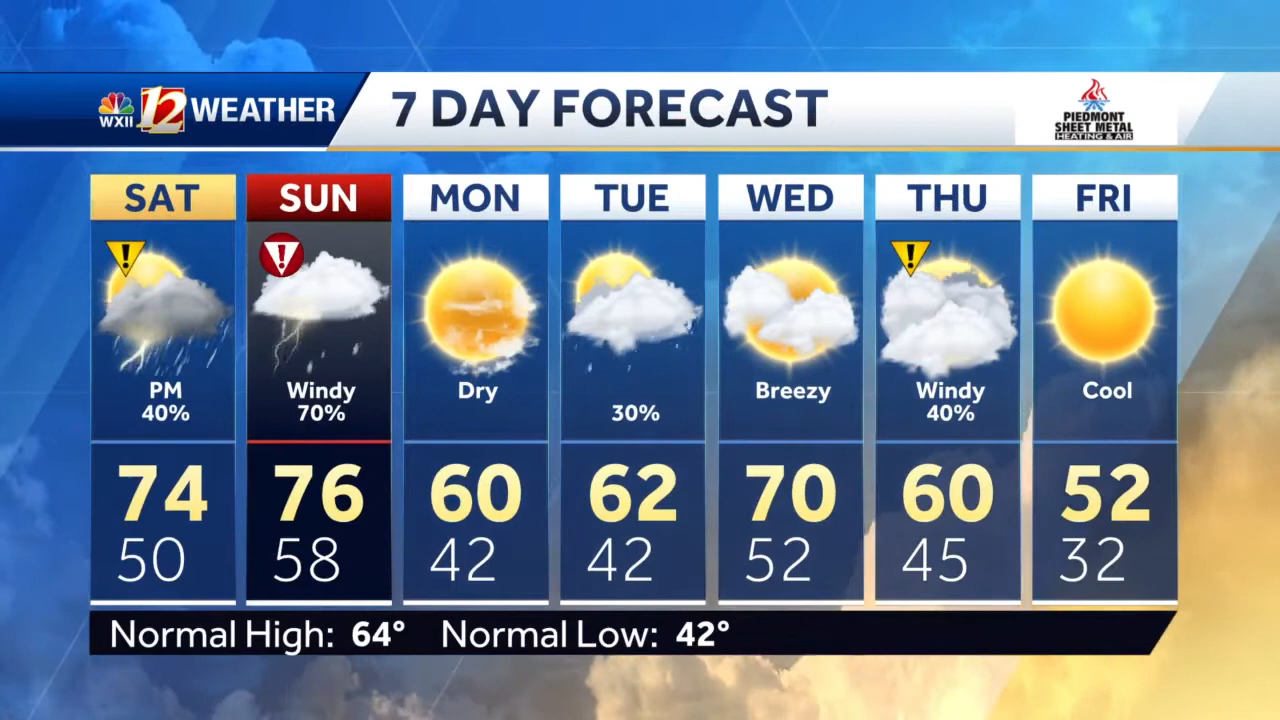 WXII 12 WEATHER
7 DAY FORECAST
PIEDMONT
SHEET METAL
HEATING & AIR
SAT
!
PM
40%
74
50
SUN
!
Windy
70%
76
58
MON
Dry
60
42
TUE
30%
62
42
WED
Breezy
70
52
THU
!
Windy
40%
60
45
FRI
Cool
52
32
Normal High: 64° Normal Low: 42°